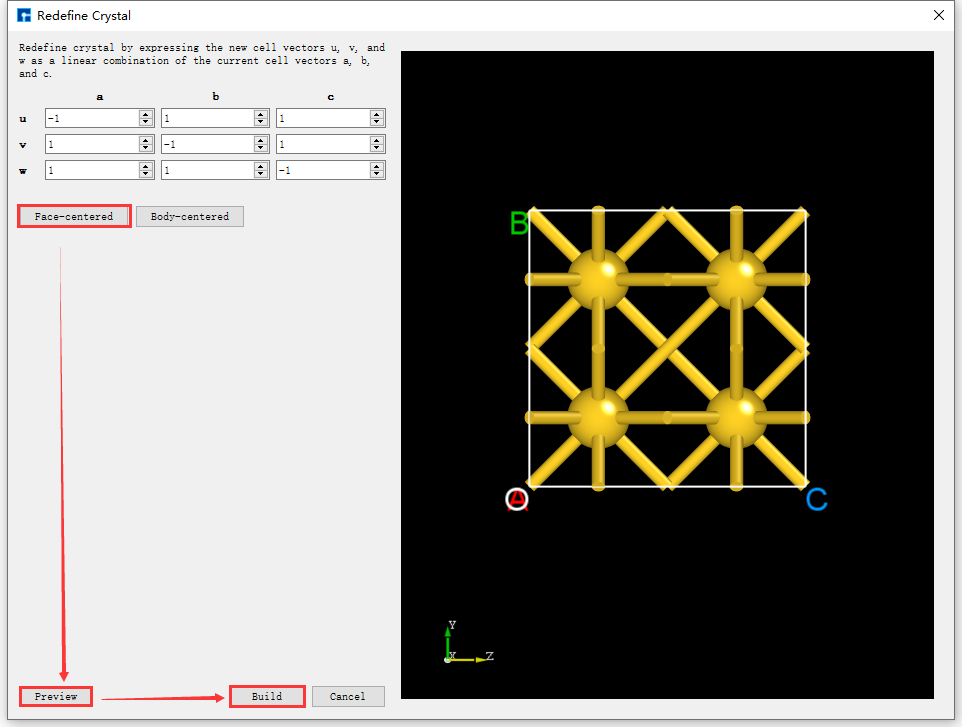 Redefine Crystal
Redefine crystal by expressing the new cell vectors u, v, and
w as a linear combination of the current cell vectors a, b,
and c.
a b c
u -1 1 1
v 1 -1 1
w 1 1 -1
Face-centered Body-centered
B
O A C
Y
X Z
Preview Build Cancel